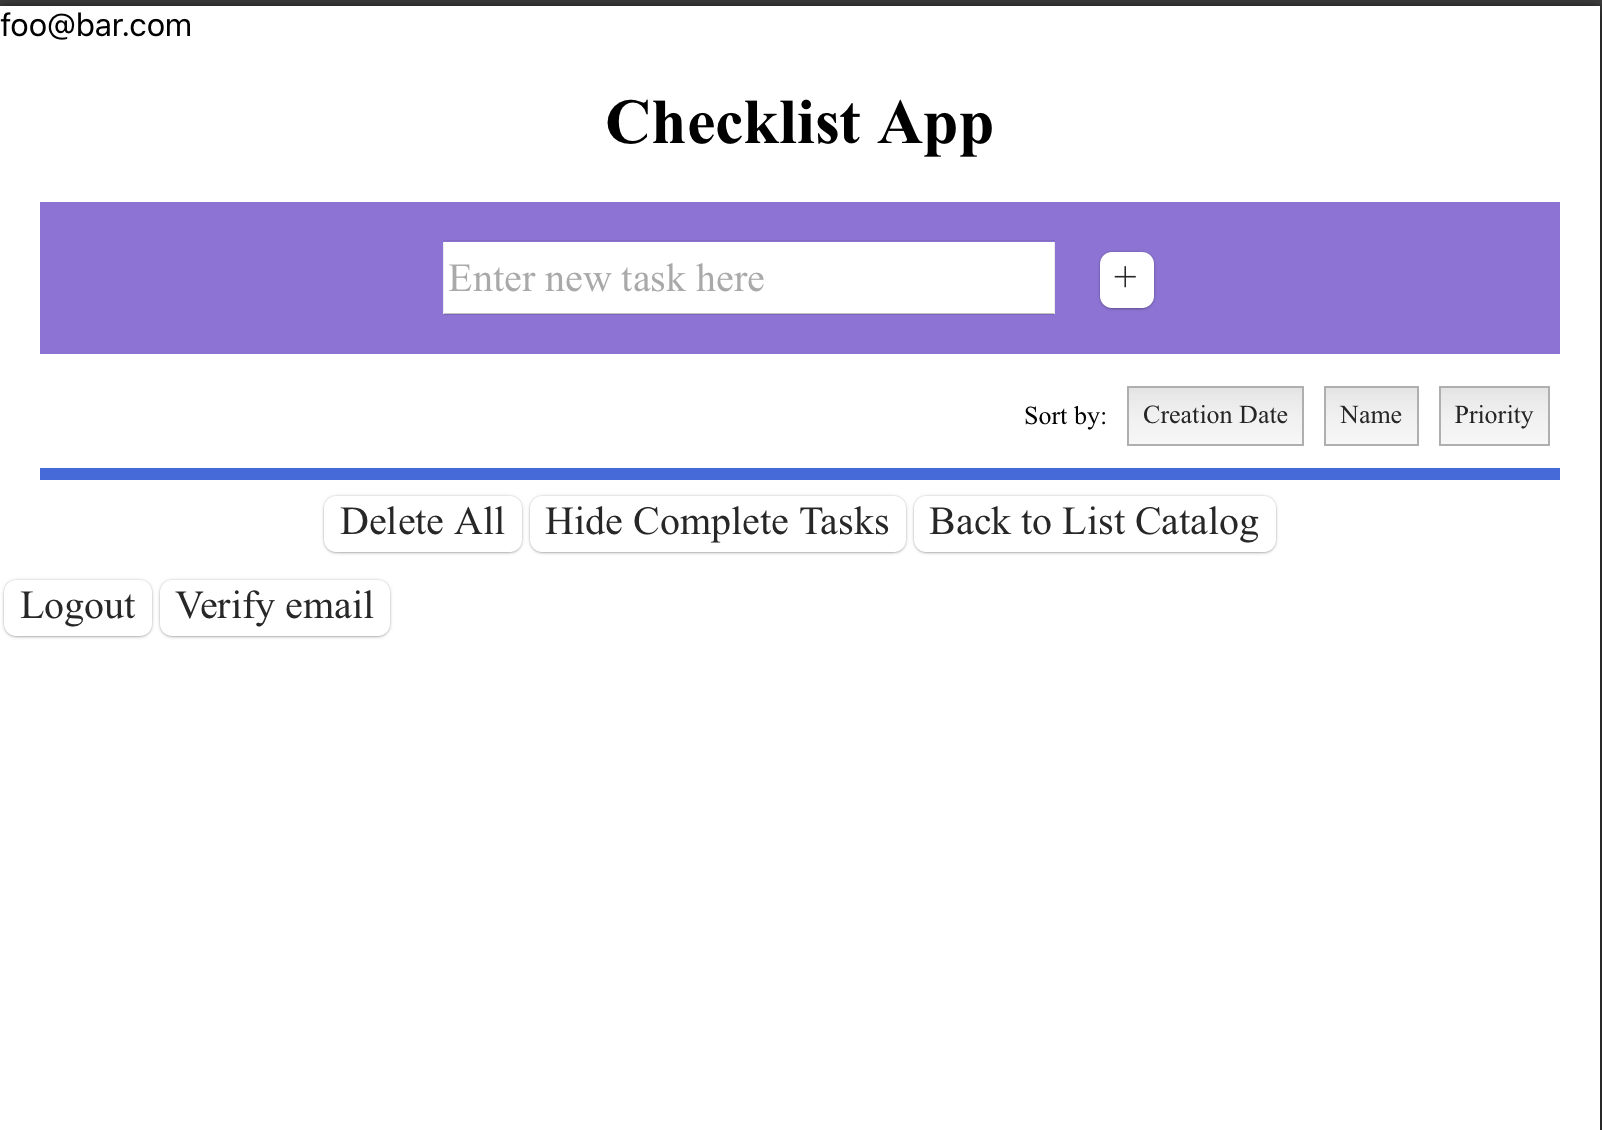 foo@bar.com
Checklist App
Enter new task here +
Sort by: Creation Date Name Priority
Delete All Hide Complete Tasks Back to List Catalog
Logout Verify email